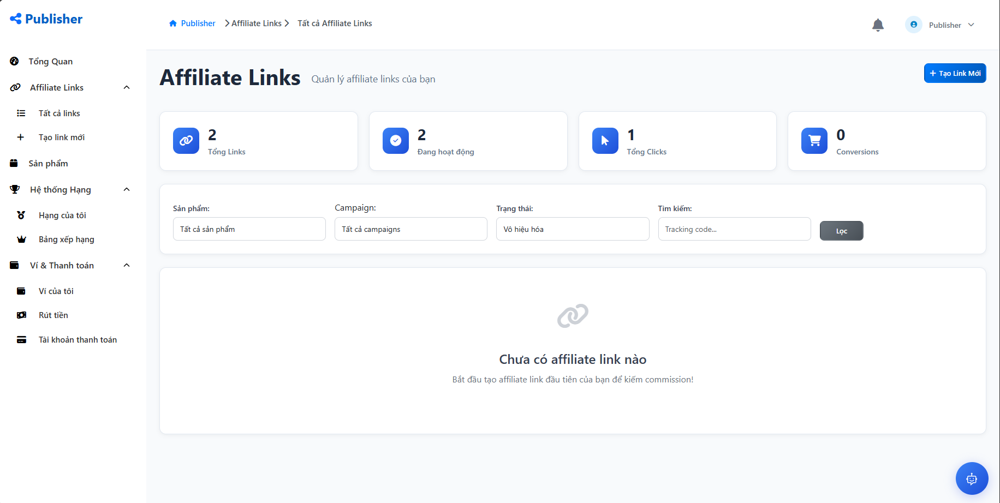 Publisher
Publisher
Affiliate Links
Tất cả Affiliate Links
Publisher
Tổng Quan
Affiliate Links
Tất cả links
Tạo link mới
Sản phẩm
Hệ thống Hạng
Hạng của tôi
Bảng xếp hạng
Ví & Thanh toán
Ví của tôi
Rút tiền
Tài khoản thanh toán
Affiliate Links
Quản lý affiliate links của bạn
Tạo Link Mới
2
Tổng Links
2
Đang hoạt động
1
Tổng Clicks
0
Conversions
Sản phẩm:
Tất cả sản phẩm
Campaign:
Tất cả campaigns
Trạng thái:
Vô hiệu hóa
Tìm kiếm:
Tracking code...
Lọc
Chưa có affiliate link nào
Bắt đầu tạo affiliate link đầu tiên của bạn để kiếm commission!